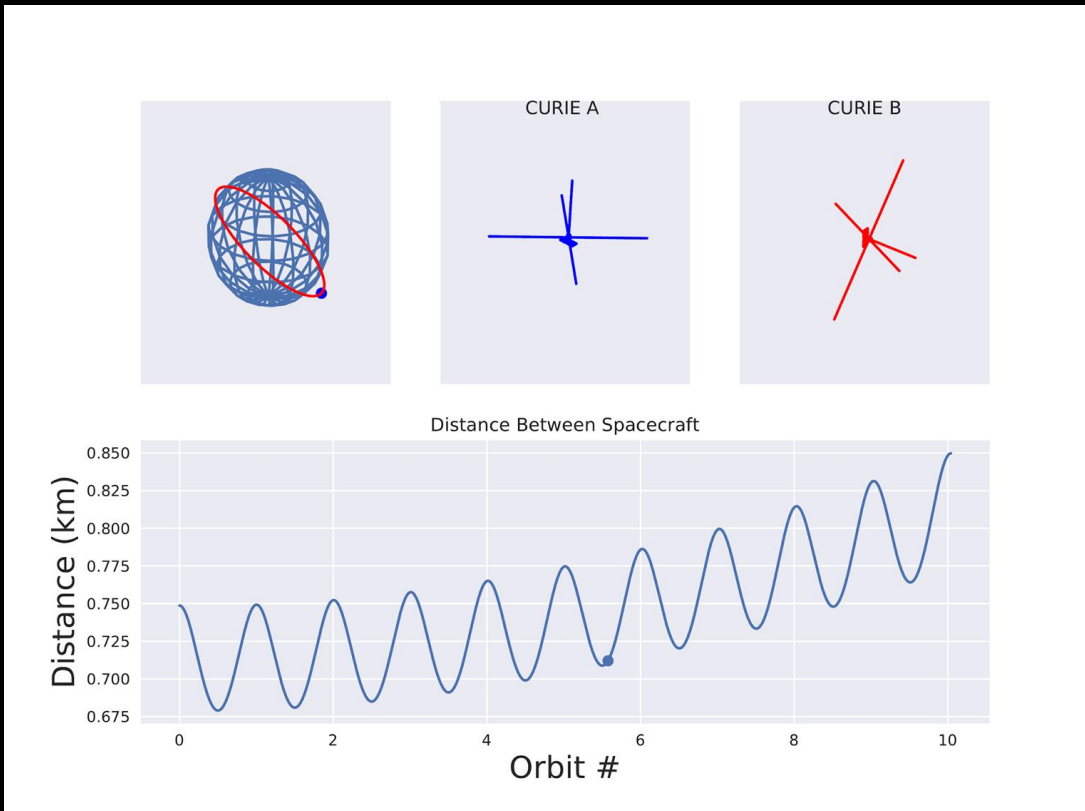 CURIE A
CURIE B
Distance Between Spacecraft
Distance (km)
0.850
0.825
0.800
0.775
0.750
0.725
0.700
0.675
0 2 4 6 8 10
Orbit #